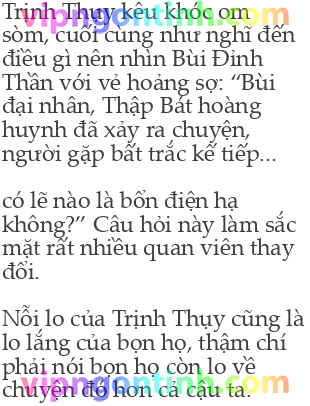 Trịnh Thụy kêu khóc om
sòm, cuối cùng như nghĩ đến
điều gì nên nhìn Bùi Đỉnh
Thần với vẻ hoảng sợ: “Bùi
đại nhân, Thập Bát hoàng
huynh đã xảy ra chuyện,
người gặp bất trắc kế tiếp...
có lẽ nào là bổn điện hạ
không?” Câu hỏi này làm sắc
mặt rất nhiều quan viên thay
đổi.
Nỗi lo của Trịnh Thụy cũng là
lo lắng của bọn họ, thậm chí
phải nói bọn họ còn lo về
chuyện đó hơn cả cậu ta.
vipngontinh.com
vipngontinh.com